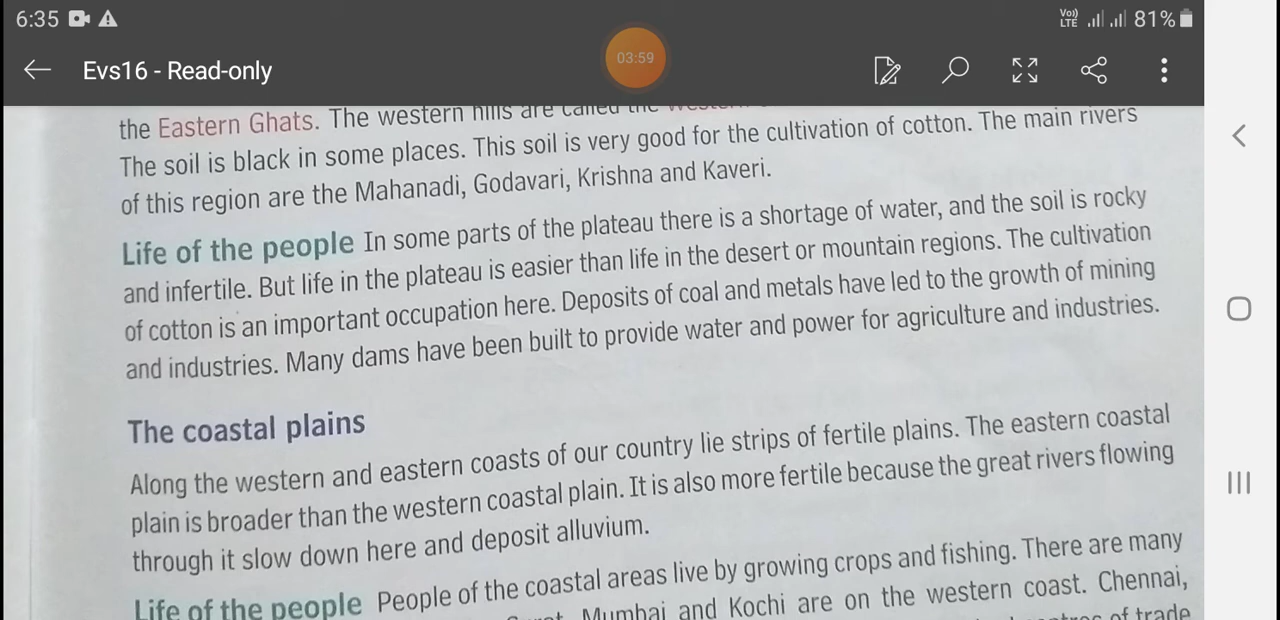 6:35 Vo)) LTE 81%
Evs16 - Read-only
03:59
the Eastern Ghats. The western hills are called the Western
The soil is black in some places. This soil is very good for the cultivation of cotton. The main rivers
of this region are the Mahanadi, Godavari, Krishna and Kaveri.
Life of the people In some parts of the plateau there is a shortage of water, and the soil is rocky
and infertile. But life in the plateau is easier than life in the desert or mountain regions. The cultivation
of cotton is an important occupation here. Deposits of coal and metals have led to the growth of mining
and industries. Many dams have been built to provide water and power for agriculture and industries.
The coastal plains
Along the western and eastern coasts of our country lie strips of fertile plains. The eastern coastal
plain is broader than the western coastal plain. It is also more fertile because the great rivers flowing
through it slow down here and deposit alluvium.
Life of the people People of the coastal areas live by growing crops and fishing. There are many
Mumbai and Kochi are on the western coast. Chennai,
of trade